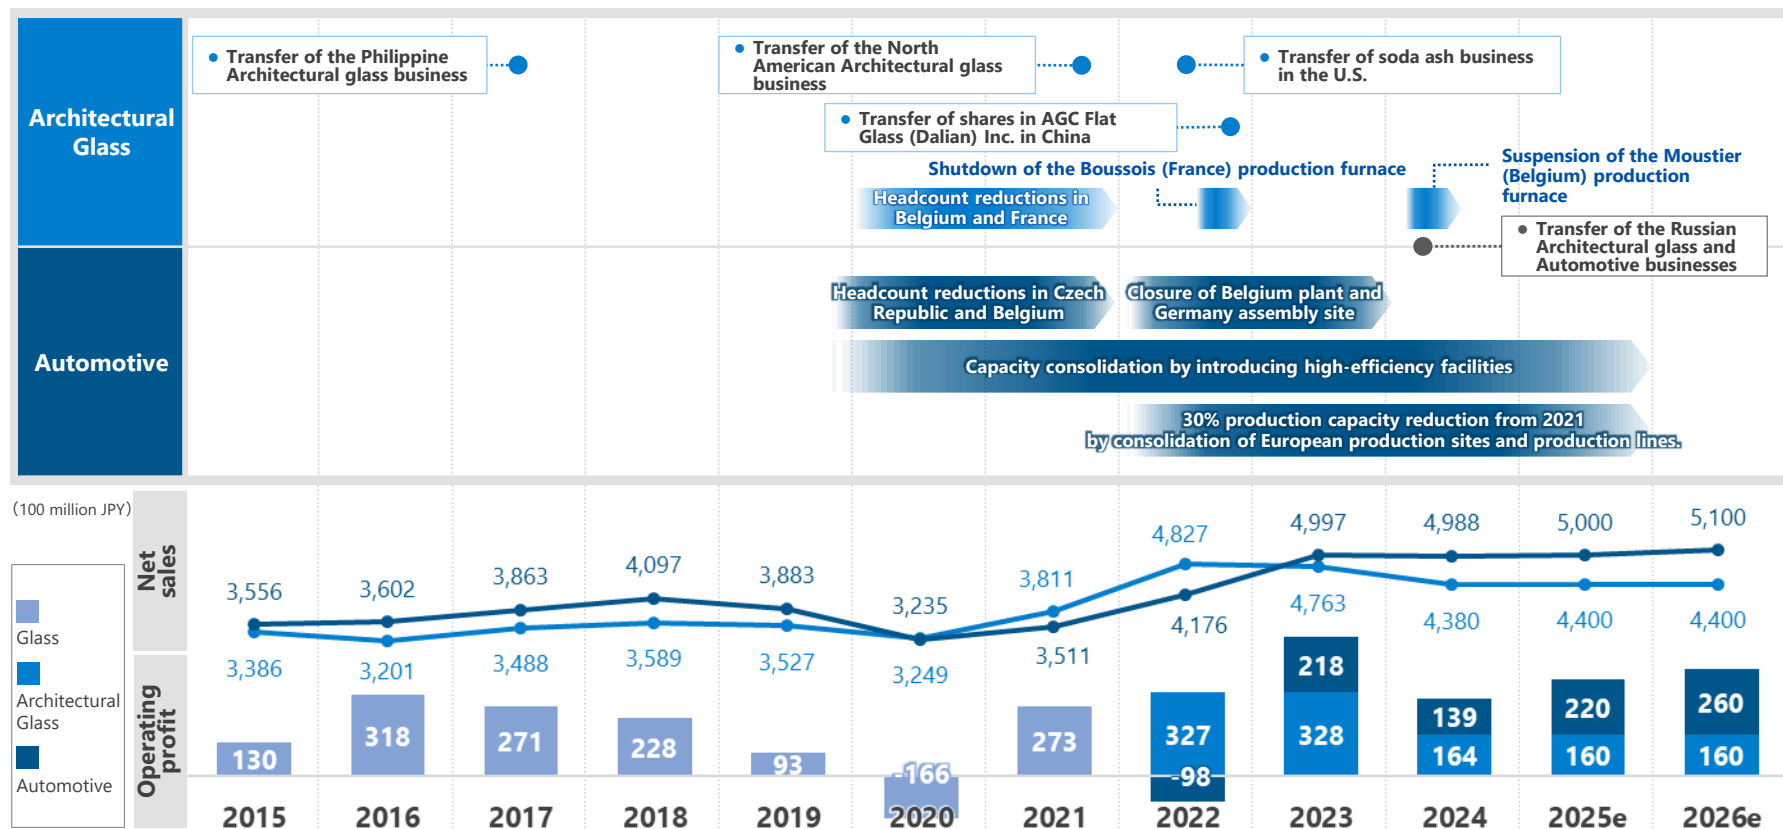 Architectural
Glass
Transfer of the Philippine
Architectural glass business
Transfer of the North
American Architectural glass
business
Transfer of soda ash business
in the U.S.
Transfer of shares in AGC Flat
Glass (Dalian) Inc. in China
Shutdown of the Boussois (France) production furnace
Suspension of the Moustier
(Belgium) production
furnace
Headcount reductions in
Belgium and France
Transfer of the Russian
Architectural glass and
Automotive businesses
Automotive
Headcount reductions in Czech
Republic and Belgium
Closure of Belgium plant and
Germany assembly site
Capacity consolidation by introducing high-efficiency facilities
30% production capacity reduction from 2021
by consolidation of European production sites and production lines.
(100 million JPY)
Glass
Architectural
Glass
Automotive
Net
sales
3,556 3,602 3,863 4,097 3,883 3,235 3,811 4,827 4,997 4,988 5,000 5,100
3,386 3,201 3,488 3,589 3,527 3,249 3,511 4,176 4,763 4,380 4,400 4,400
Operating
profit
218 139 220 260
130 318 271 228 93 -166 273 327 328 164 160 160
-98
2015 2016 2017 2018 2019 2020 2021 2022 2023 2024 2025e 2026e